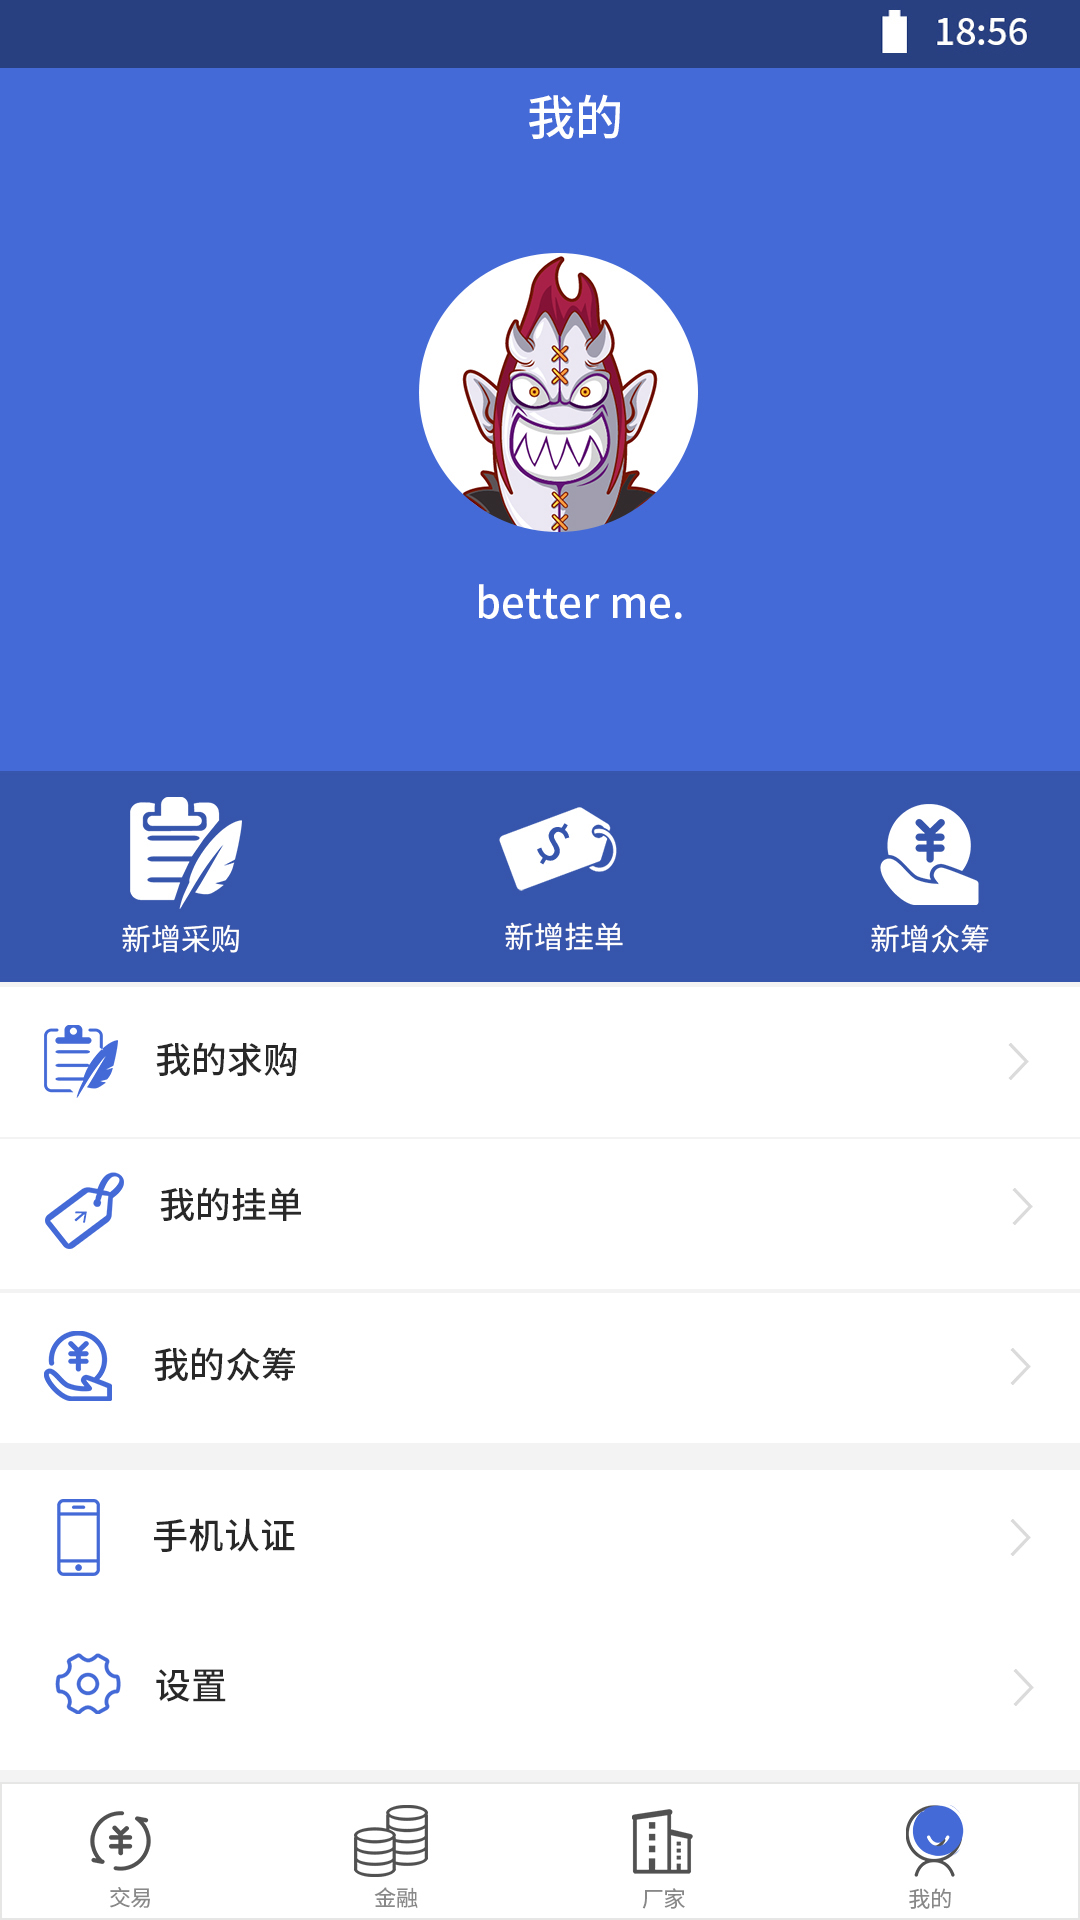 18:56
我的
better me.
新增采购
新增挂单
新增众筹
我的求购
我的挂单
我的众筹
手机认证
设置
交易
金融
厂家
我的